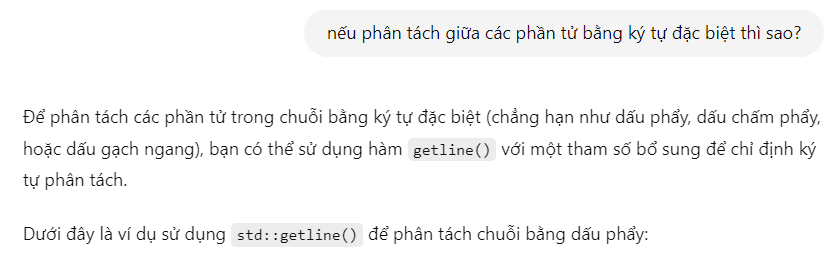 nếu phân tách giữa các phần tử bằng ký tự đặc biệt thì sao?
Để phân tách các phần tử trong chuỗi bằng ký tự đặc biệt (chẳng hạn như dấu phẩy, dấu chấm phẩy,
hoặc dấu gạch ngang), bạn có thể sử dụng hàm getline() với một tham số bổ sung để chỉ định ký
tự phân tách.
Dưới đây là ví dụ sử dụng std::getline() để phân tách chuỗi bằng dấu phẩy: